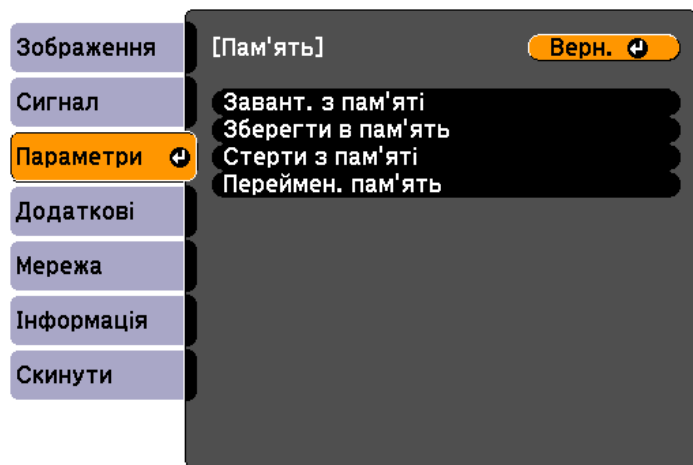 Зображення
Сигнал
Параметри
Додаткові
Мережа
Інформація
Скинути
[Пам'ять]
Верн.
Завант. з пам'яті
Зберегти в пам'ять
Стерти з пам'яті
Переймен. пам'ять